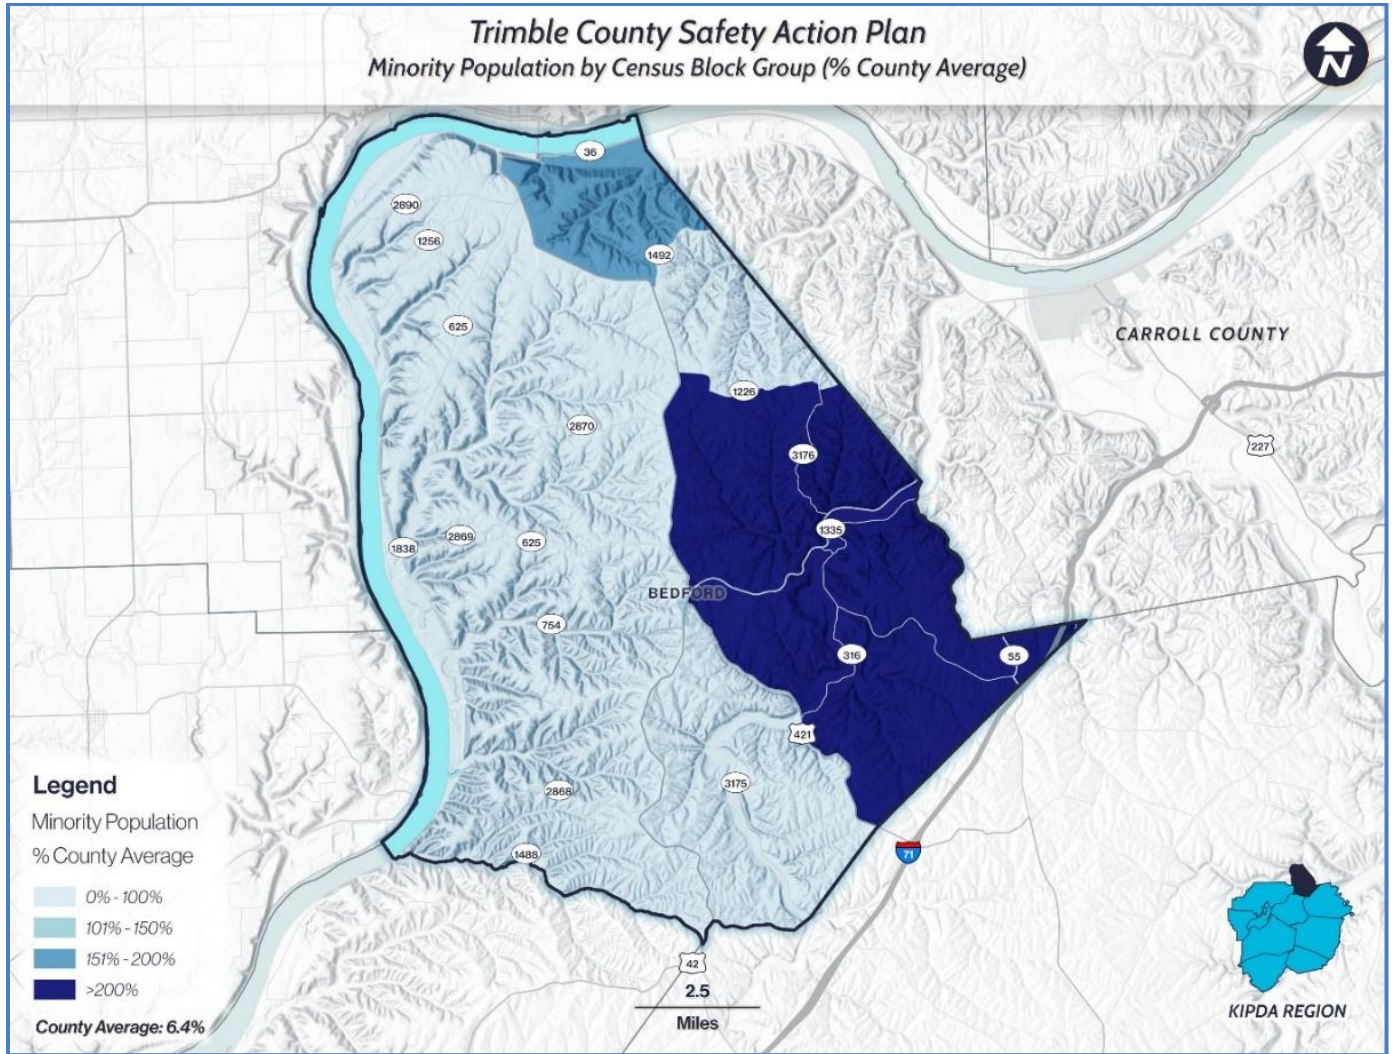 Trimble County Safety Action Plan
Minority Population by Census Block Group (% County Average)
N
36
2890
1256
1492
625
CARROLL COUNTY
1226
2870
227
3176
1335
2869
625
1838
BEDFORD
754
316
55
421
3175
2868
1488
71
42
2.5
Miles
Legend
Minority Population
% County Average
0% - 100%
101% - 150%
151% - 200%
>200%
County Average: 6.4%
KIPDA REGION